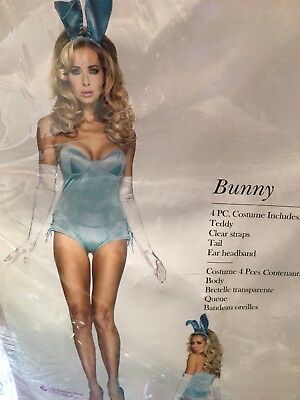 Bunny
4 PC. Costume Includes:
Teddy
Clear straps
Tail
Ear headband
Costume 4 Pces Contenant
Body
Bretelle transparente
Queue
Bandeau oreilles